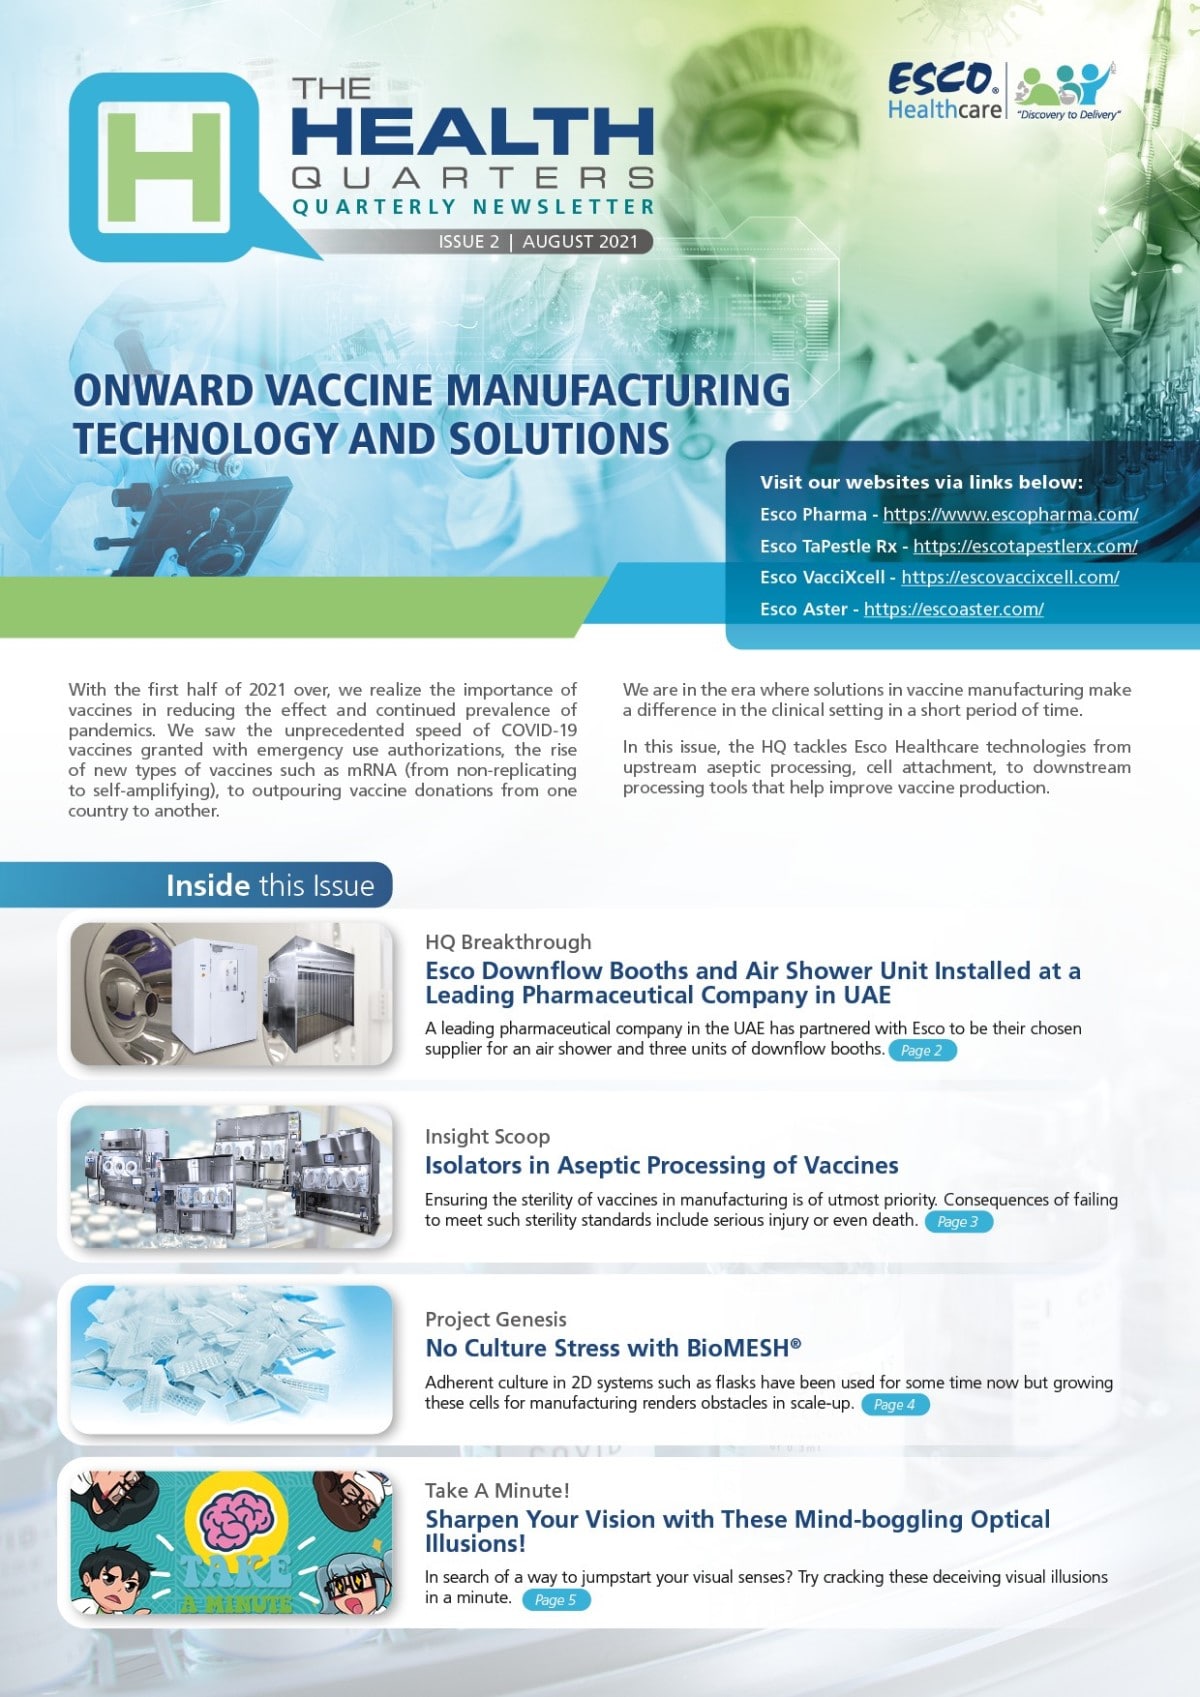 H
THE
HEALTH
QUARTERS
QUARTERLY NEWSLETTER
ISSUE 2 | AUGUST 2021
ESCO®
Healthcare
"Discovery to Delivery"
ONWARD VACCINE MANUFACTURING
TECHNOLOGY AND SOLUTIONS
Visit our websites via links below:
Esco Pharma - https://www.escopharma.com/
Esco TaPestle Rx - https://escotapestlerx.com/
Esco VacciXcell - https://escovaccixcell.com/
Esco Aster - https://escoaster.com/
With the first half of 2021 over, we realize the importance of
vaccines in reducing the effect and continued prevalence of
pandemics. We saw the unprecedented speed of COVID-19
vaccines granted with emergency use authorizations, the rise
of new types of vaccines such as mRNA (from non-replicating
to self-amplifying), to outpouring vaccine donations from one
country to another.
We are in the era where solutions in vaccine manufacturing make
a difference in the clinical setting in a short period of time.
In this issue, the HQ tackles Esco Healthcare technologies from
upstream aseptic processing, cell attachment, to downstream
processing tools that help improve vaccine production.
Inside this Issue
HQ Breakthrough
Esco Downflow Booths and Air Shower Unit Installed at a
Leading Pharmaceutical Company in UAE
A leading pharmaceutical company in the UAE has partnered with Esco to be their chosen
supplier for an air shower and three units of downflow booths. Page 2
Insight Scoop
Isolators in Aseptic Processing of Vaccines
Ensuring the sterility of vaccines in manufacturing is of utmost priority. Consequences of failing
to meet such sterility standards include serious injury or even death. Page 3
Project Genesis
No Culture Stress with BioMESH®
Adherent culture in 2D systems such as flasks have been used for some time now but growing
these cells for manufacturing renders obstacles in scale-up. Page 4
COVID
TAKE
A MINUTE
Take A Minute!
Sharpen Your Vision with These Mind-boggling Optical
Illusions!
In search of a way to jumpstart your visual senses? Try cracking these deceiving visual illusions
in a minute. Page 5